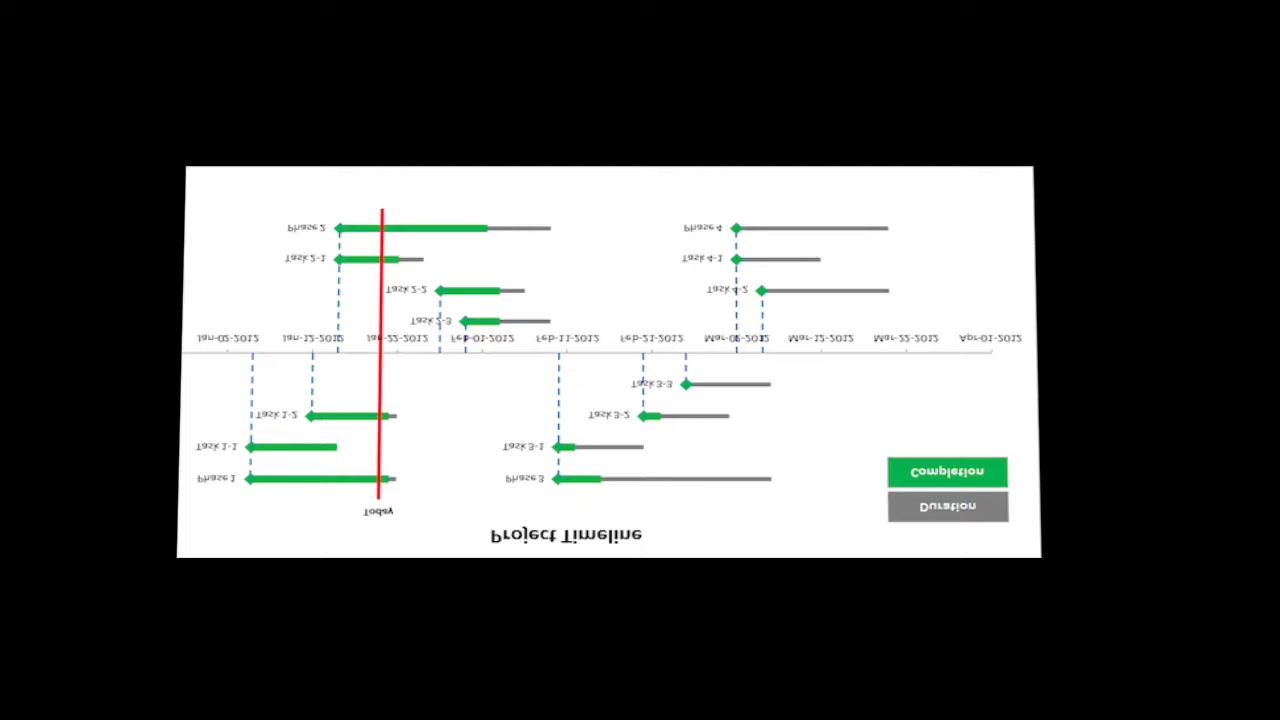 Project Timeline
Today
Duration
Completion
Phase 1
Phase 3
Task 1-1
Task 3-1
Task 1-2
Task 3-2
Task 3-3
Jan-02-2012 Jan-12-2012 Jan-22-2012 Feb-01-2012 Feb-11-2012 Feb-21-2012 Mar-02-2012 Mar-12-2012 Mar-22-2012 Apr-01-2012
Task 2-3
Task 2-2
Task 4-2
Task 2-1
Task 4-1
Phase 2
Phase 4